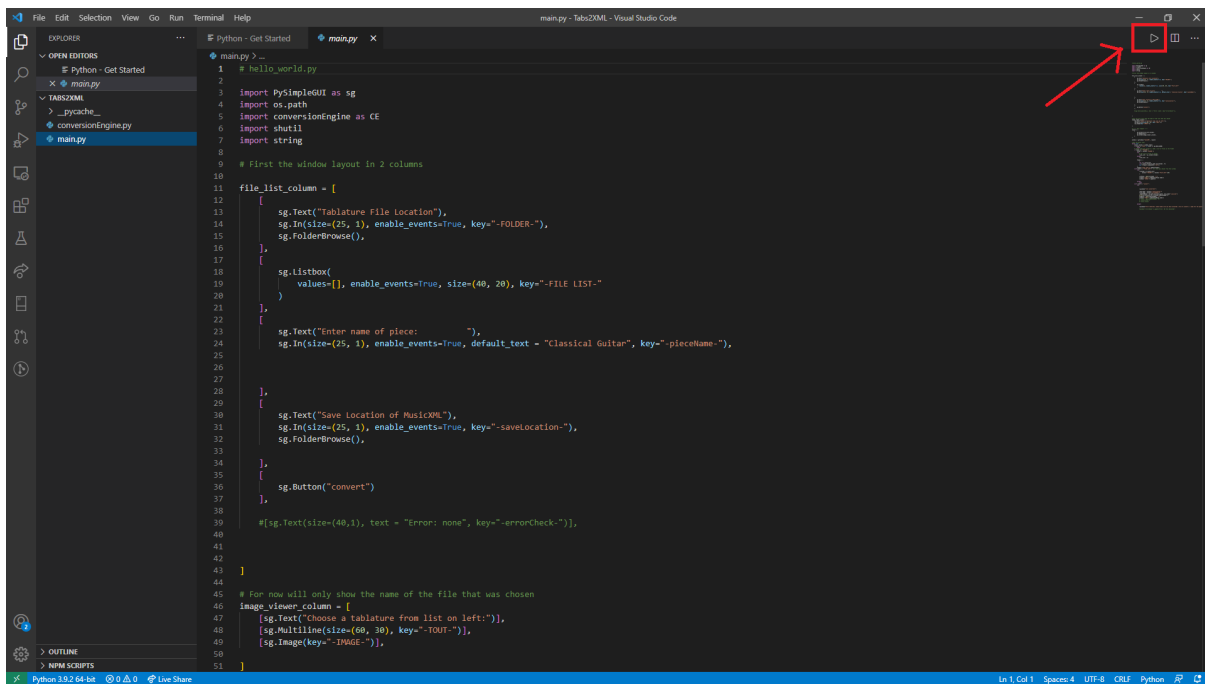 File Edit Selection View Go Run Terminal Help
main.py - Tabs2XML - Visual Studio Code
EXPLORER
OPEN EDITORS
Python - Get Started
main.py
TABS2XML
__pycache__
conversionEngine.py
main.py
OUTLINE
NPM SCRIPTS
Python - Get Started main.py
main.py > ...
1 # hello_world.py
2
3 import PySimpleGUI as sg
4 import os.path
5 import conversionEngine as CE
6 import shutil
7 import string
8
9 # First the window layout in 2 columns
10
11 file_list_column = [
12 [
13 sg.Text("Tablature File Location"),
14 sg.In(size=(25, 1), enable_events=True, key="-FOLDER-"),
15 sg.FolderBrowse(),
16 ],
17 [
18 sg.Listbox(
19 values=[], enable_events=True, size=(40, 20), key="-FILE LIST-"
20 )
21 ],
22 [
23 sg.Text("Enter name of piece:           "),
24 sg.In(size=(25, 1), enable_events=True, default_text = "Classical Guitar", key="-pieceName-"),
25
26
27
28 ],
29 [
30 sg.Text("Save Location of MusicXML"),
31 sg.In(size=(25, 1), enable_events=True, key="-saveLocation-"),
32 sg.FolderBrowse(),
33
34 ],
35 [
36 sg.Button("convert")
37 ],
38
39 #[sg.Text(size=(40,1), text = "Error: none", key="-errorCheck-")],
40
41
42
43 ]
44
45 # For now will only show the name of the file that was chosen
46 image_viewer_column = [
47 [sg.Text("Choose a tablature from list on left:")],
48 [sg.Multiline(size=(60, 30), key="-TOUT-")],
49 [sg.Image(key="-IMAGE-")],
50
51 ]
Python 3.9.2 64-bit 0 0 0 Live Share
Ln 1, Col 1 Spaces: 4 UTF-8 CRLF Python